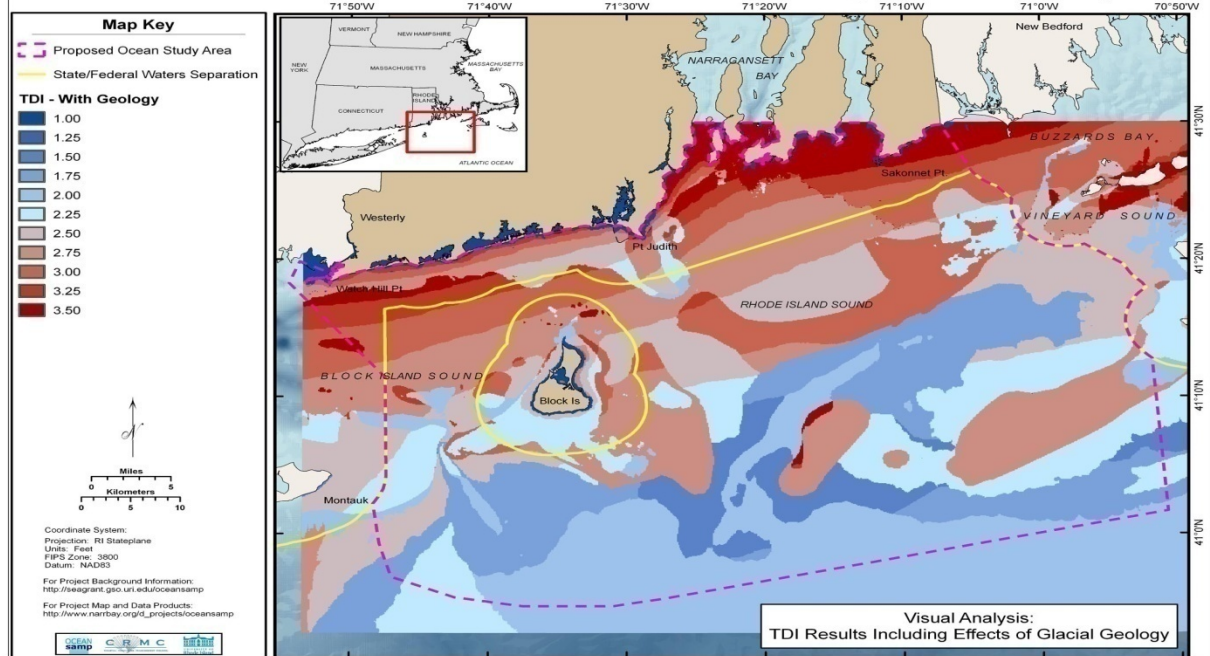 Map Key
Proposed Ocean Study Area
State/Federal Waters Separation
TDI - With Geology
1.00
1.25
1.50
1.75
2.00
2.25
2.50
2.75
3.00
3.25
3.50
N
Miles
0 5
Kilometers
0 5 10
Coordinate System:
Projection: RI Stateplane
Units: Feet
FIPS Zone: 3800
Datum: NAD83
For Project Background Information:
http://seagrant.gso.uri.edu/oceansamp
For Project Map and Data Products:
http://www.narrbay.org/d_projects/oceansamp
OCEAN
samp
CRMC
71°50'W 71°40'W 71°30'W 71°20'W 71°10'W 71°0'W 70°50'W
VERMONT
NEW HAMPSHIRE
NEW YORK
MASSACHUSETTS
MASSACHUSETTS BAY
CONNECTICUT
RHODE ISLAND
ATLANTIC OCEAN
New Bedford
NARRAGANSETT
BAY
41°30'N
BUZZARDS BAY
Sakonnet Pt
Westerly
VINEYARD SOUND
Pt Judith
41°20'N
Watch Hill Pt
RHODE ISLAND SOUND
BLOCK ISLAND SOUND
Block Is
41°10'N
Montauk
41°0'N
Visual Analysis:
TDI Results Including Effects of Glacial Geology